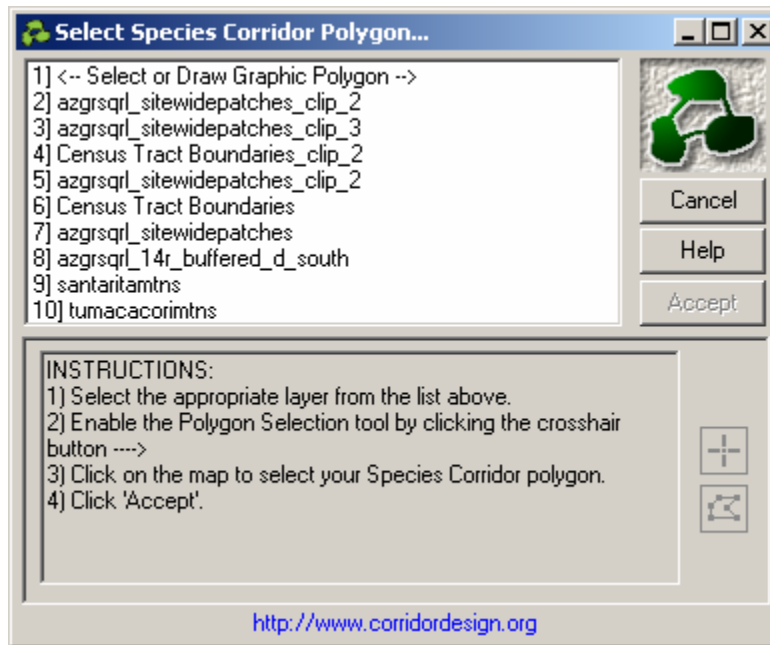 Select Species Corridor Polygon...
1] <-- Select or Draw Graphic Polygon -->
2] azgrsqrl_sitewidepatches_clip_2
3] azgrsqrl_sitewidepatches_clip_3
4] Census Tract Boundaries_clip_2
5] azgrsqrl_sitewidepatches_clip_2
6] Census Tract Boundaries
7] azgrsqrl_sitewidepatches
8] azgrsqrl_14r_buffered_d_south
9] santaritamtns
10] tumacacorimtns
Cancel
Help
Accept
INSTRUCTIONS:
1) Select the appropriate layer from the list above.
2) Enable the Polygon Selection tool by clicking the crosshair
button ---->
3) Click on the map to select your Species Corridor polygon.
4) Click 'Accept'.
http://www.corridordesign.org